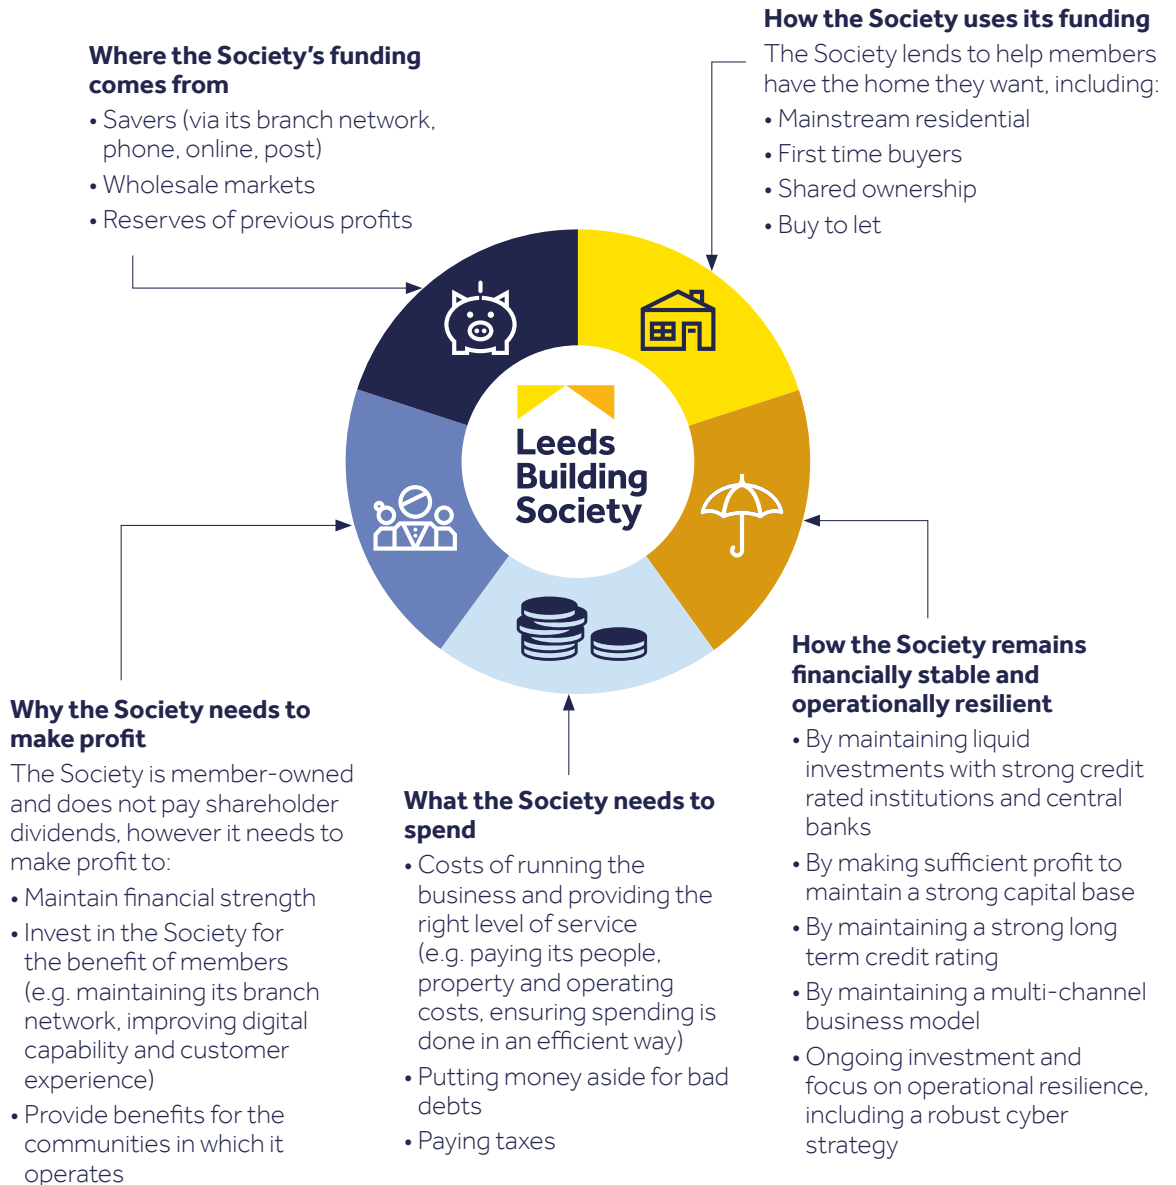 Where the Society's funding
comes from
• Savers (via its branch network,
phone, online, post)
• Wholesale markets
• Reserves of previous profits
How the Society uses its funding
The Society lends to help members
have the home they want, including:
• Mainstream residential
• First time buyers
• Shared ownership
• Buy to let
Leeds
Building
Society
Why the Society needs to
make profit
The Society is member-owned
and does not pay shareholder
dividends, however it needs to
make profit to:
• Maintain financial strength
• Invest in the Society for
the benefit of members
(e.g. maintaining its branch
network, improving digital
capability and customer
experience)
• Provide benefits for the
communities in which it
operates
What the Society needs to
spend
• Costs of running the
business and providing the
right level of service
(e.g. paying its people,
property and operating
costs, ensuring spending is
done in an efficient way)
• Putting money aside for bad
debts
• Paying taxes
How the Society remains
financially stable and
operationally resilient
• By maintaining liquid
investments with strong credit
rated institutions and central
banks
• By making sufficient profit to
maintain a strong capital base
• By maintaining a strong long
term credit rating
• By maintaining a multi-channel
business model
• Ongoing investment and
focus on operational resilience,
including a robust cyber
strategy